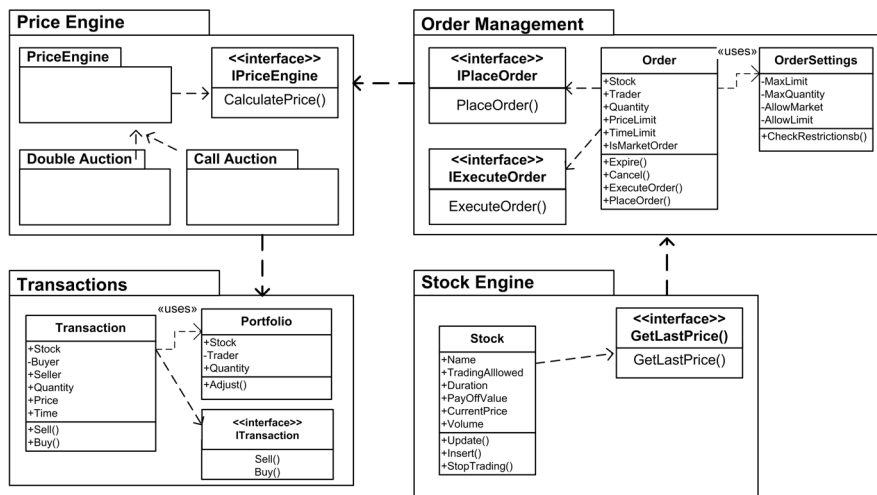 Price Engine
PriceEngine
<<interface>>
IPriceEngine
CalculatePrice()
Double Auction
Call Auction
Order Management
<<interface>>
IPlaceOrder
PlaceOrder()
<<interface>>
IExecuteOrder
ExecuteOrder()
Order
+Stock
+Trader
+Quantity
+PriceLimit
+TimeLimit
+IsMarketOrder
+Expire()
+Cancel()
+ExecuteOrder()
+PlaceOrder()
«uses»
OrderSettings
-MaxLimit
-MaxQuantity
-AllowMarket
-AllowLimit
+CheckRestrictionsb()
Transactions
Transaction
+Stock
-Buyer
+Seller
+Quantity
+Price
+Time
+Sell()
+Buy()
«uses»
Portfolio
+Stock
-Trader
+Quantity
+Adjust()
<<interface>>
ITransaction
Sell()
Buy()
Stock Engine
Stock
+Name
+TradingAlllowed
+Duration
+PayOffValue
+CurrentPrice
+Volume
+Update()
+Insert()
+StopTrading()
<<interface>>
GetLastPrice()
GetLastPrice()